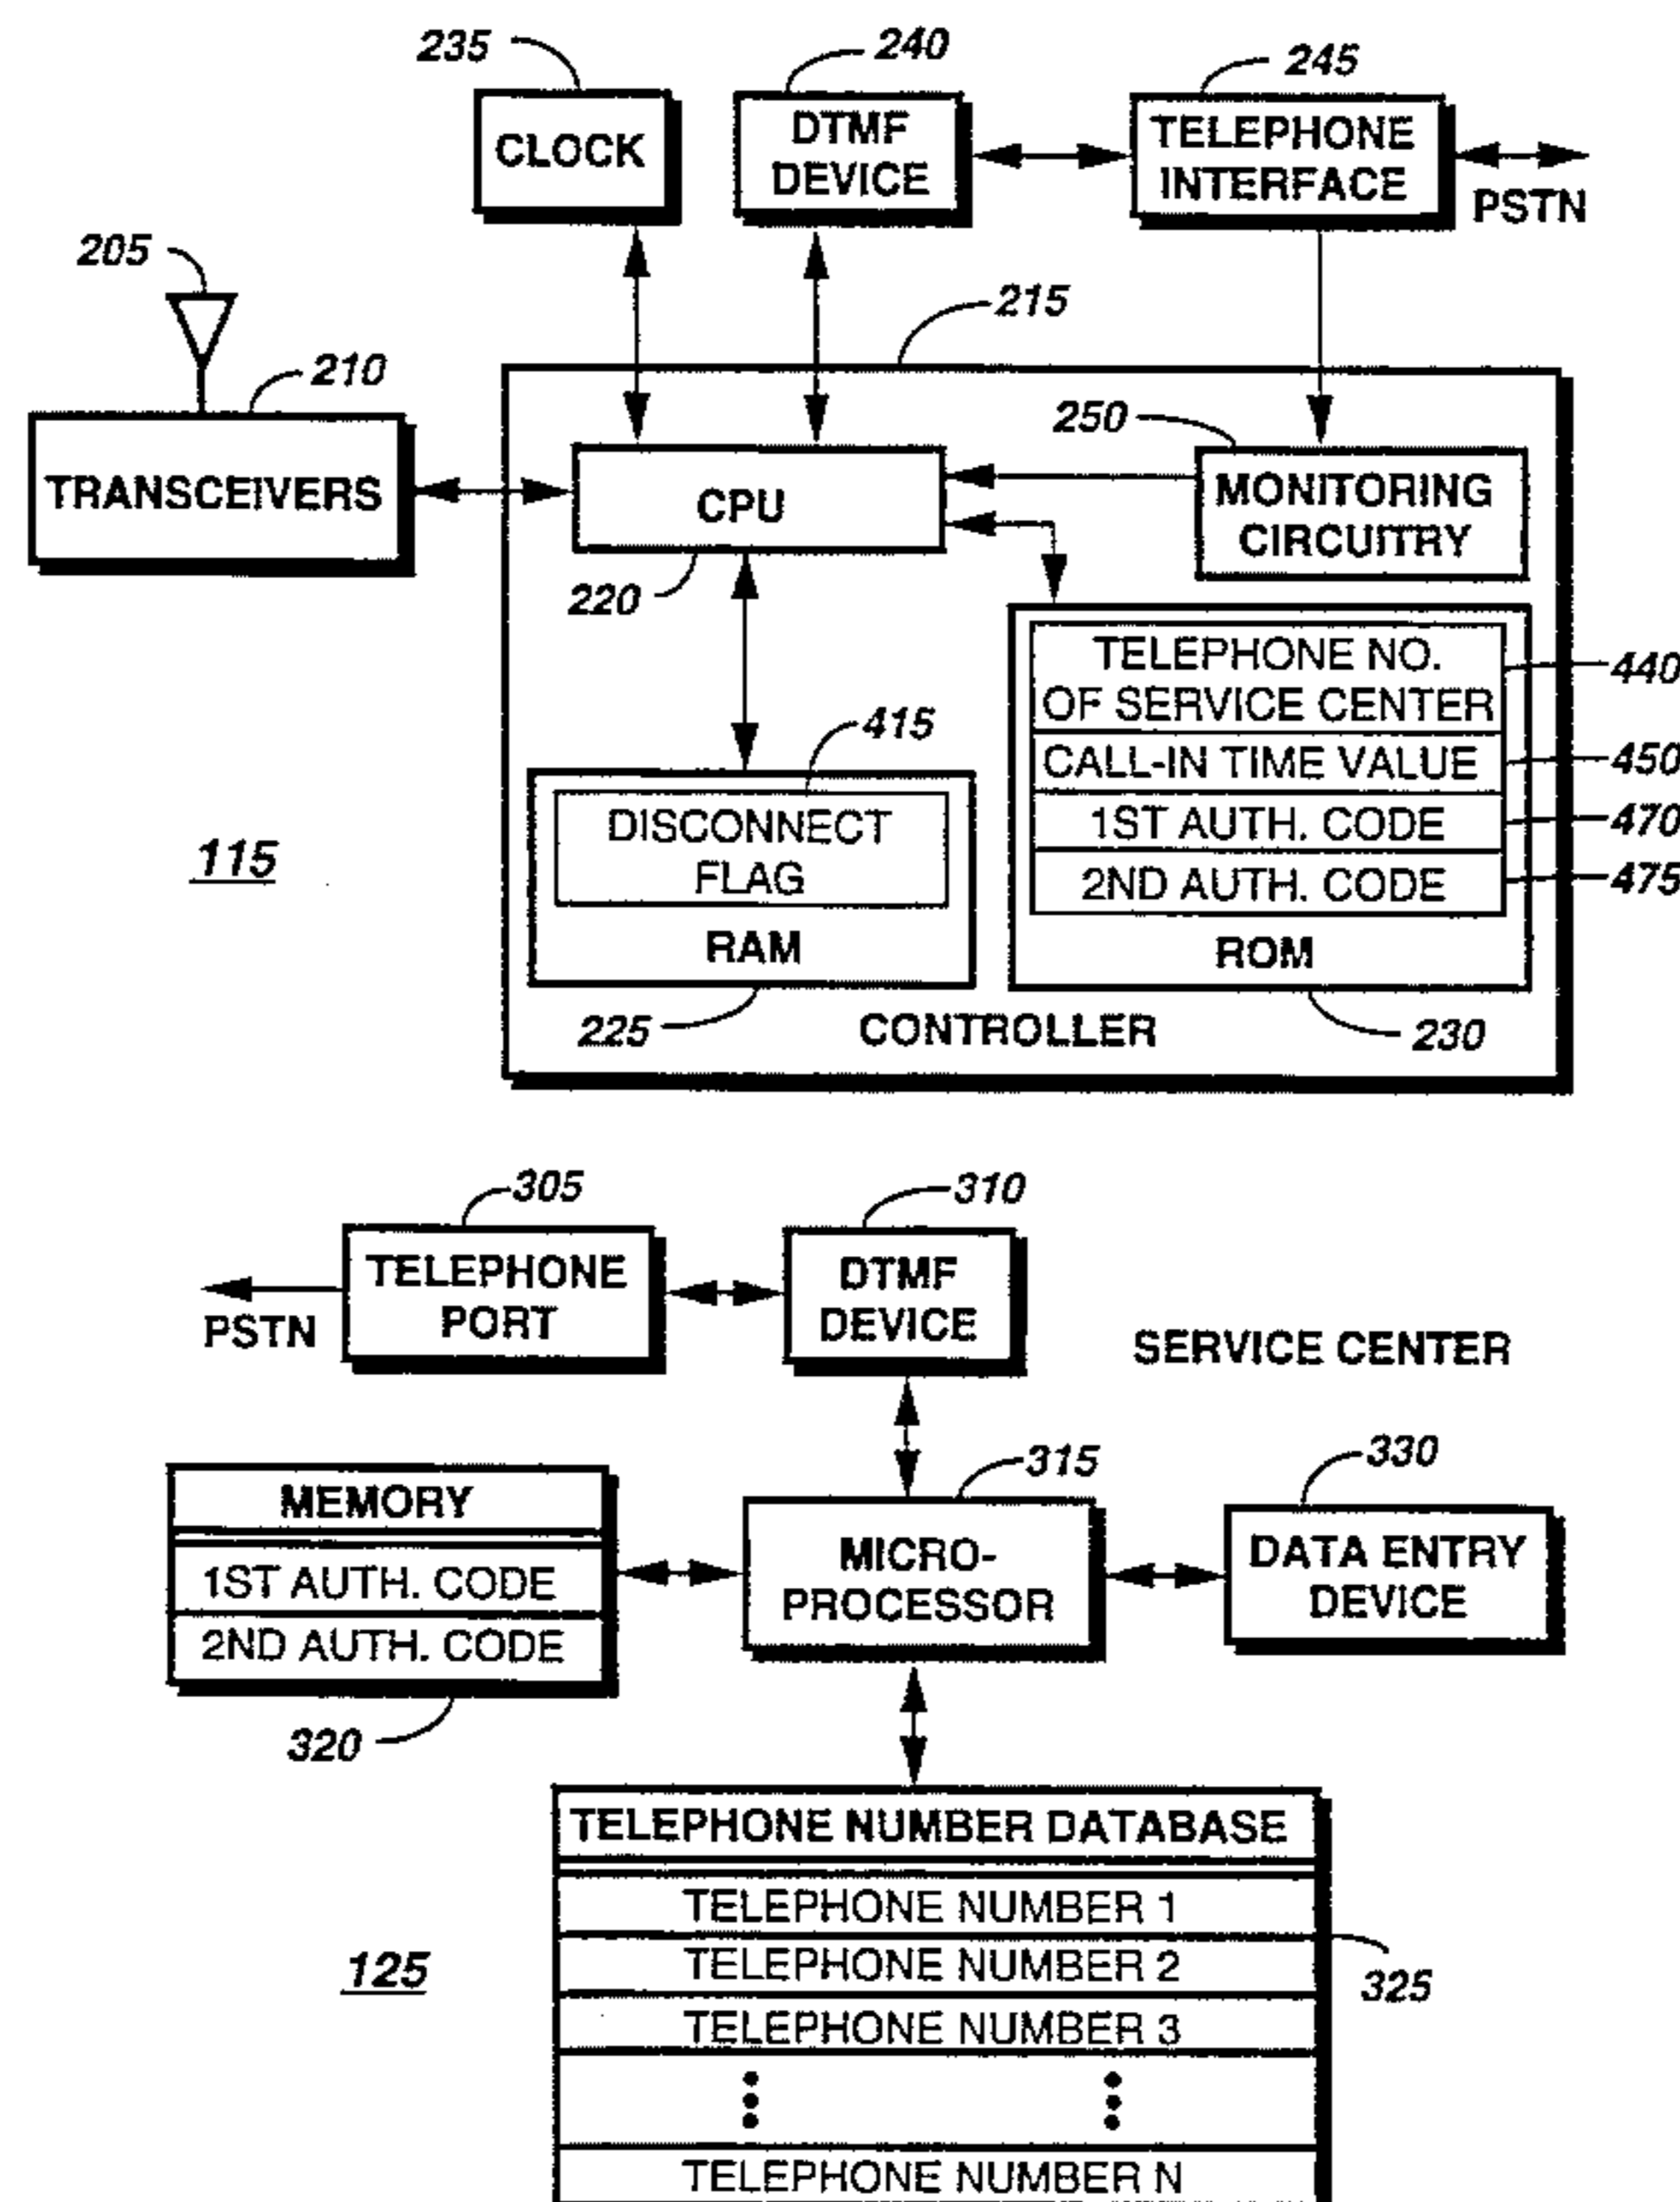 235
240
245
CLOCK
DTMF
DEVICE
TELEPHONE
INTERFACE
PSTN
205
215
210
250
TRANSCEIVERS
CPU
MONITORING
CIRCUITRY
220
TELEPHONE NO.
OF SERVICE CENTER
440
415
CALL-IN TIME VALUE
450
DISCONNECT
FLAG
1ST AUTH. CODE
470
115
2ND AUTH. CODE
475
RAM
ROM
225
CONTROLLER
230
305
310
TELEPHONE
PORT
DTMF
DEVICE
PSTN
SERVICE CENTER
315
330
MEMORY
1ST AUTH. CODE
2ND AUTH. CODE
MICRO-
PROCESSOR
DATA ENTRY
DEVICE
320
TELEPHONE NUMBER DATABASE
TELEPHONE NUMBER 1
TELEPHONE NUMBER 2
125
325
TELEPHONE NUMBER 3
TELEPHONE NUMBER N